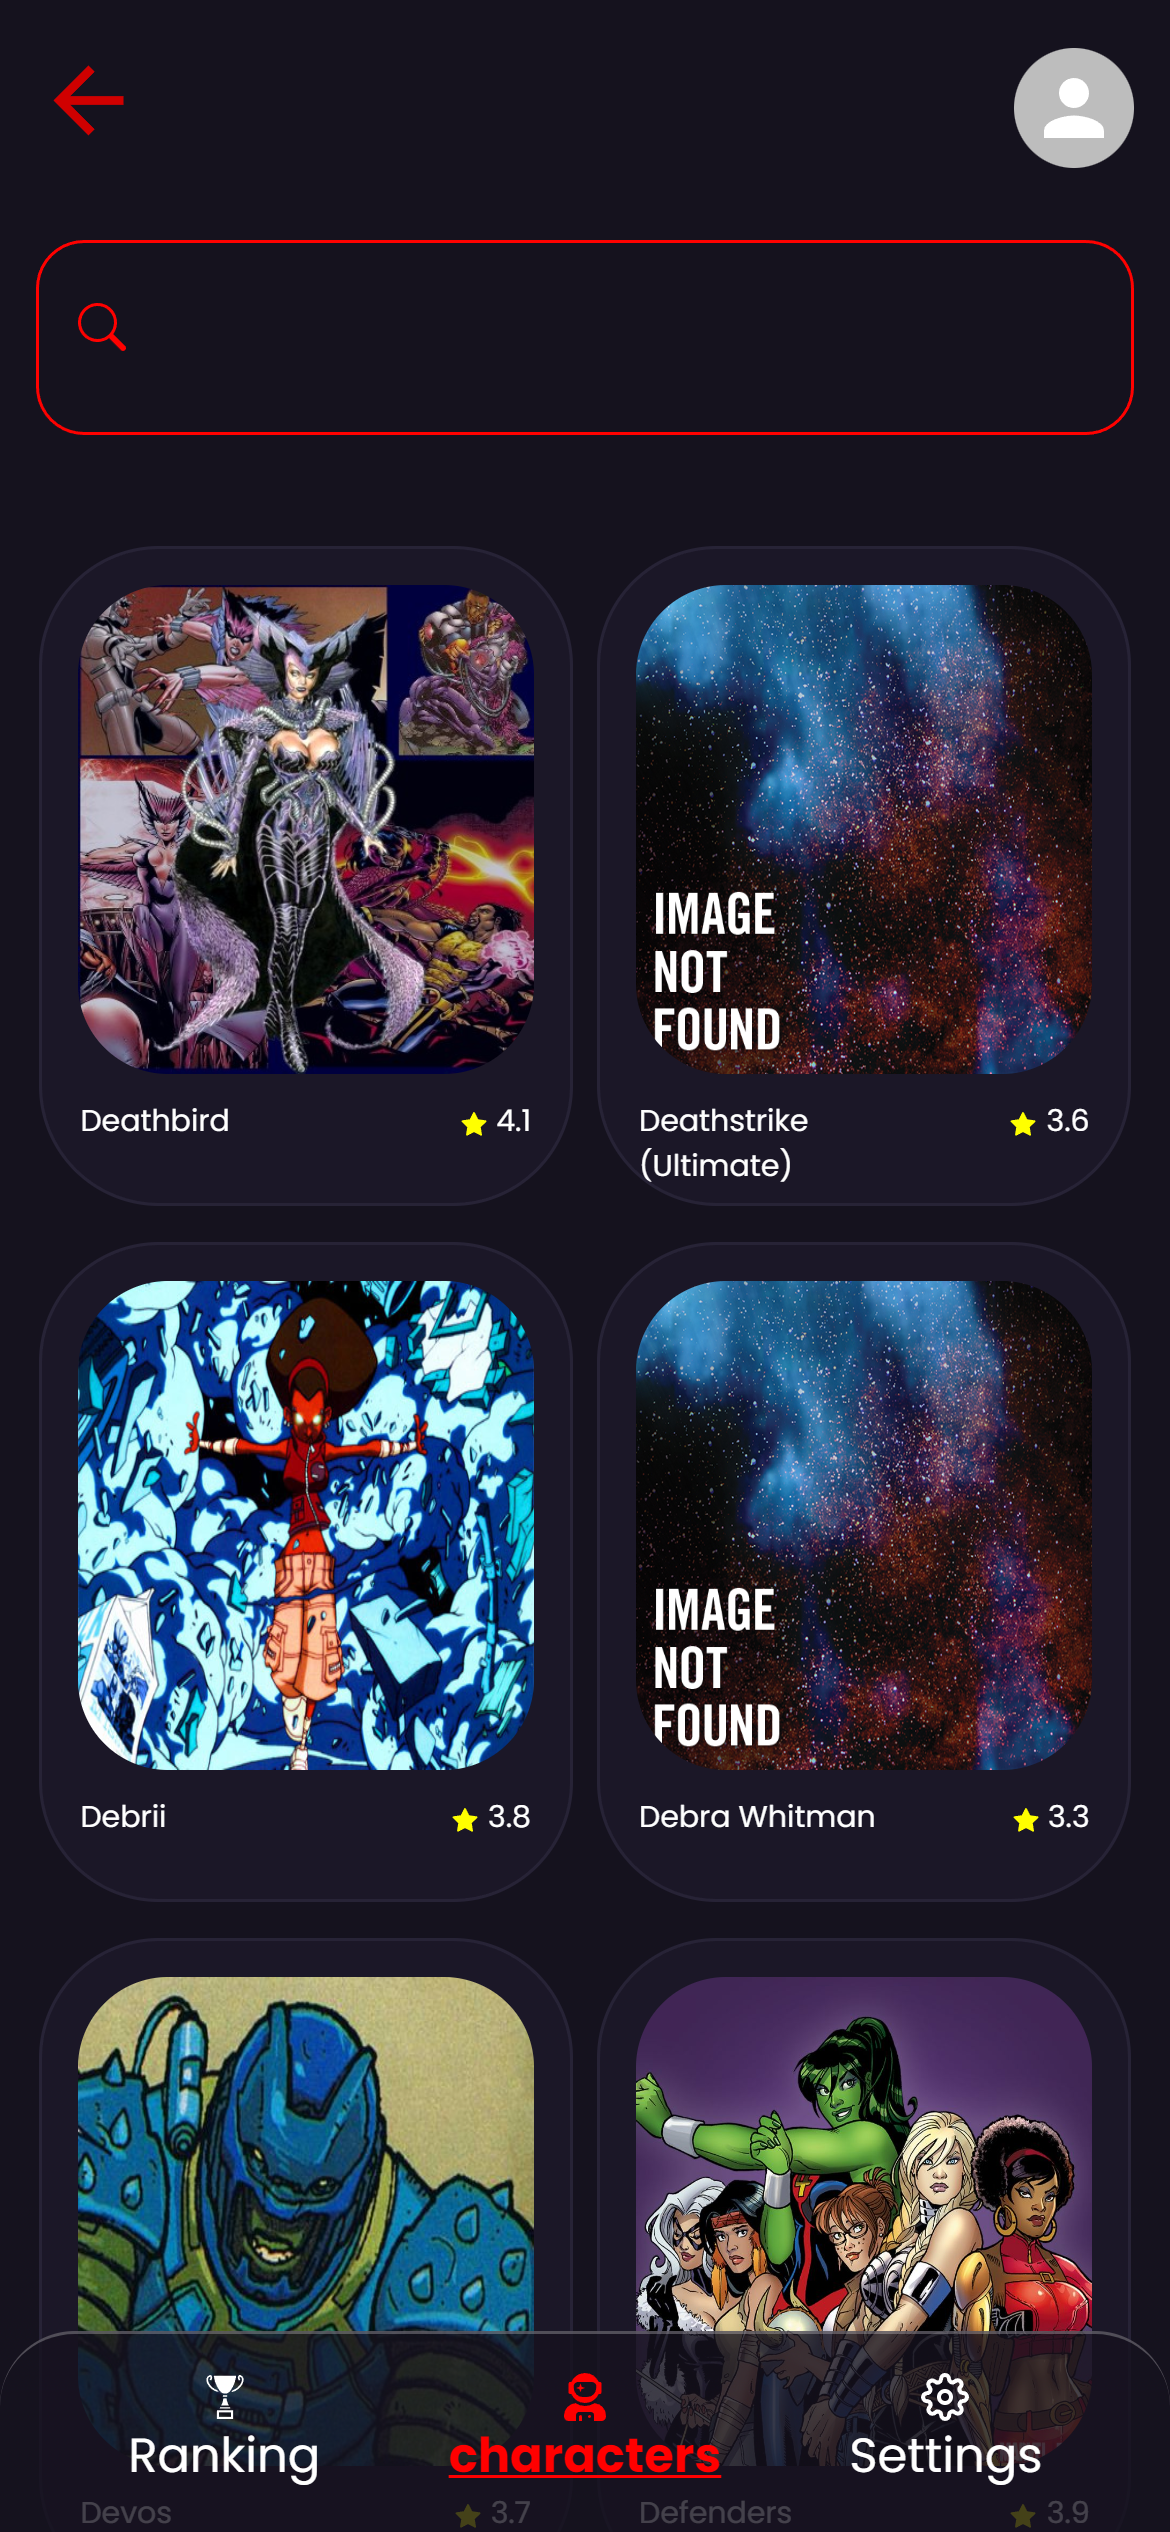 IMAGE
NOT
FOUND
Deathbird 4.1
Deathstrike 3.6
(Ultimate)
IMAGE
NOT
FOUND
Debrii 3.8
Debra Whitman 3.3
Ranking
characters
Settings
Devos 3.7
Defenders 3.9